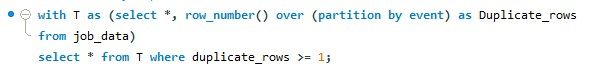 with T as (select *, row_number() over (partition by event) as Duplicate_rows
from job_data)
select * from T where duplicate_rows >= 1;